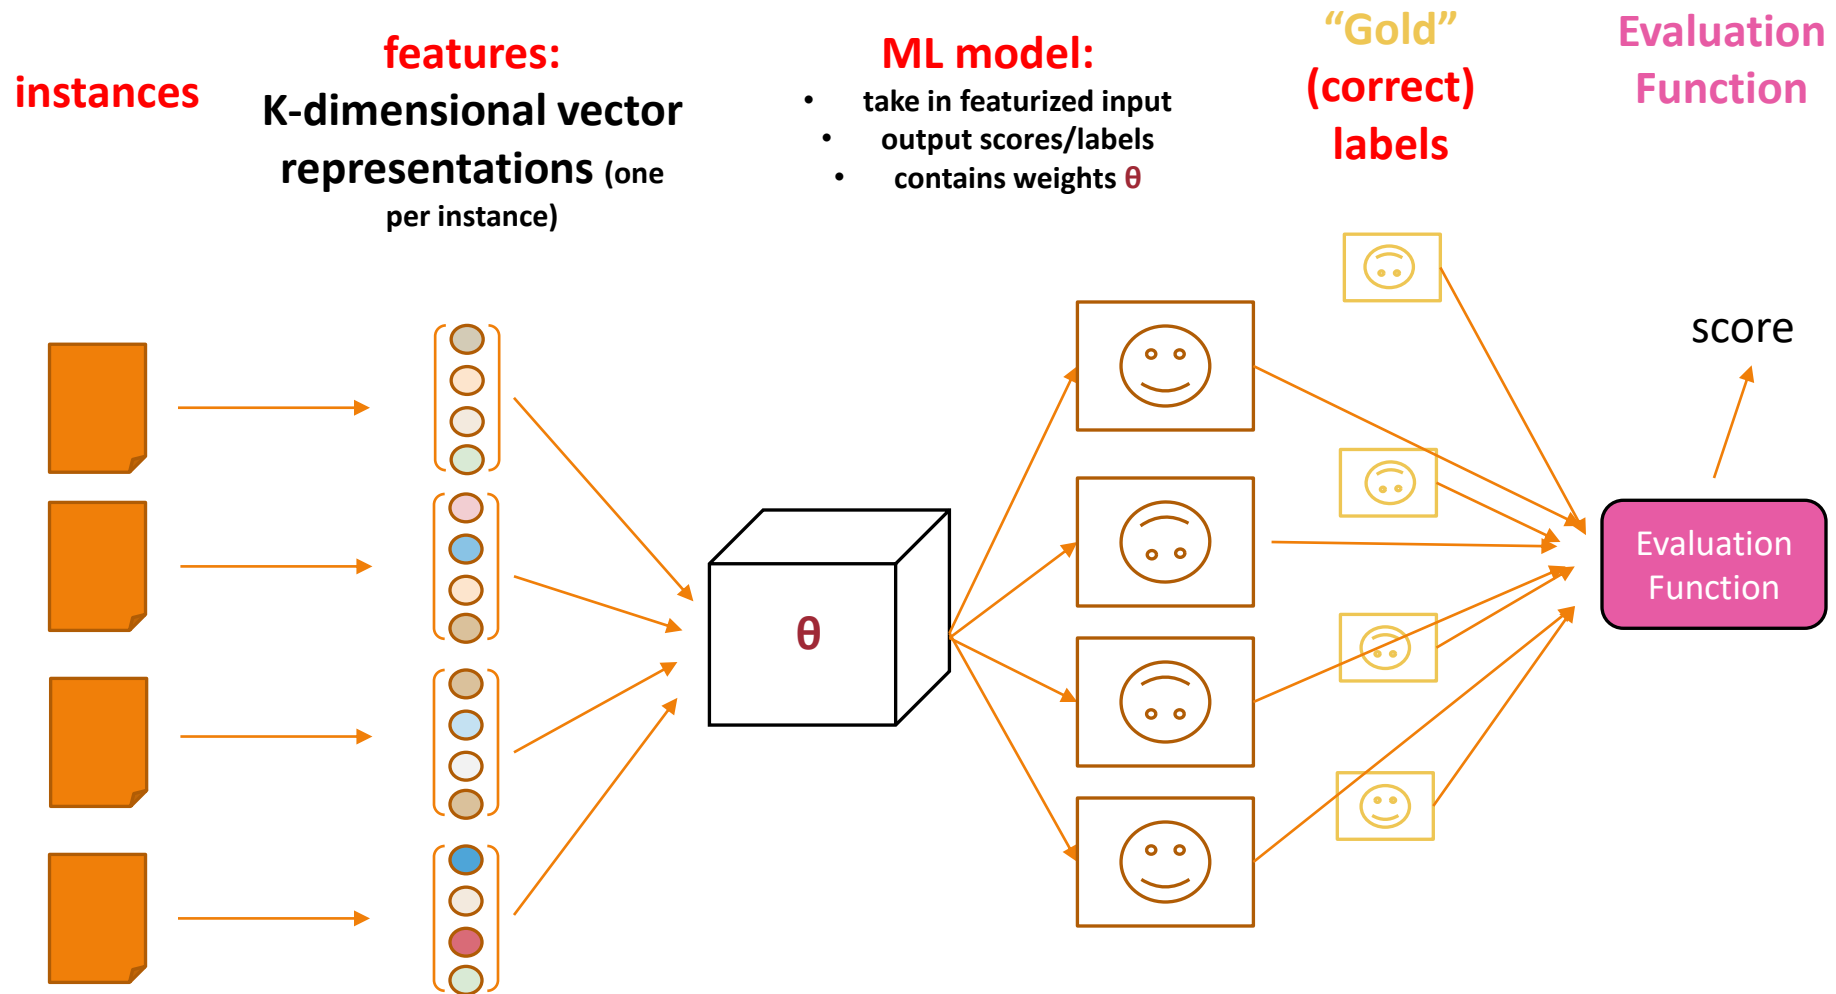 instances
features:
K-dimensional vector
representations (one
per instance)
ML model:
• take in featurized input
• output scores/labels
• contains weights θ
“Gold”
(correct)
labels
Evaluation
Function
θ
score
Evaluation
Function